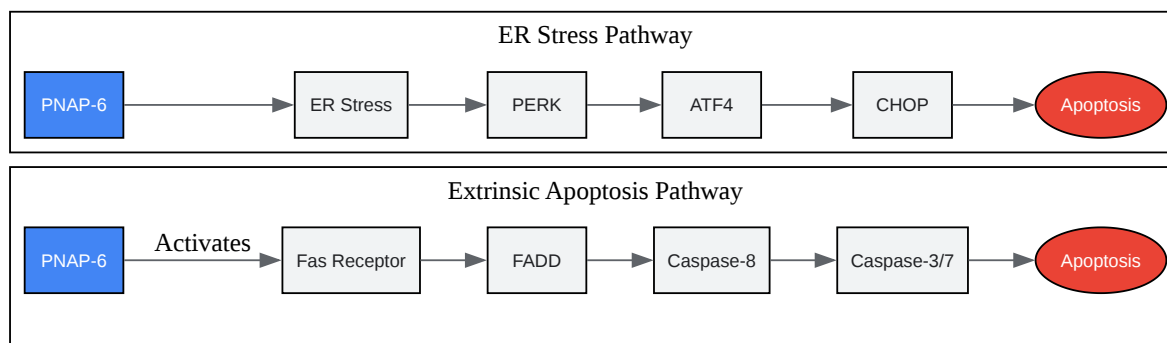 ER Stress Pathway
PNAP-6 ER Stress PERK ATF4 CHOP Apoptosis
Extrinsic Apoptosis Pathway
Activates
PNAP-6 Fas Receptor FADD Caspase-8 Caspase-3/7 Apoptosis